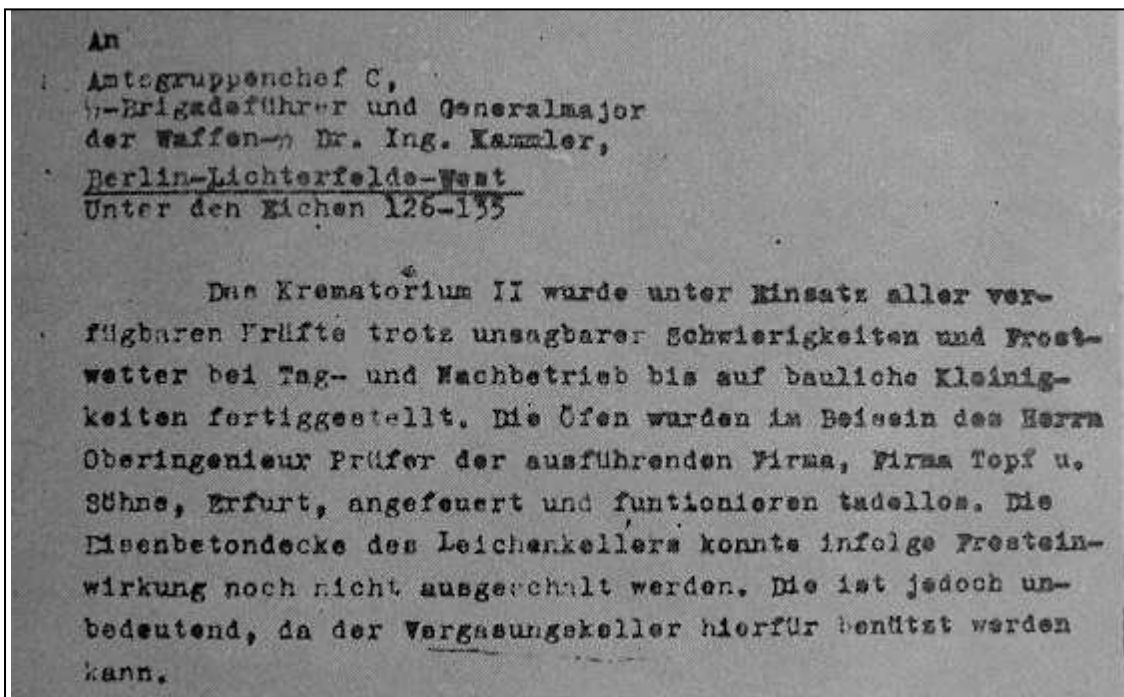 An
Amtsgruppenchef C,
ᛋᛋ-Brigadeführer und Generalmajor
der Waffen-ᛋᛋ Dr. Ing. Kammler,
Berlin-Lichterfelde-West
Unter den Eichen 126-135
Das Krematorium II wurde unter Einsatz aller ver-
fügbaren Kräfte trotz unsagbarer Schwierigkeiten und Frost-
wetter bei Tag- und Nachbetrieb bis auf bauliche Kleinig-
keiten fertiggestellt. Die Öfen wurden im Beisein des Herrn
Oberingenieur Prüfer der ausführenden Firma, Firma Topf u.
Söhne, Erfurt, angefeuert und funtionieren tadellos. Die
Eisenbetondecke des Leichenkellers konnte infolge Frostein-
wirkung noch nicht ausgeschalt werden. Die ist jedoch un-
bedeutend, da der Vergasungskeller hierfür benützt werden
kann.